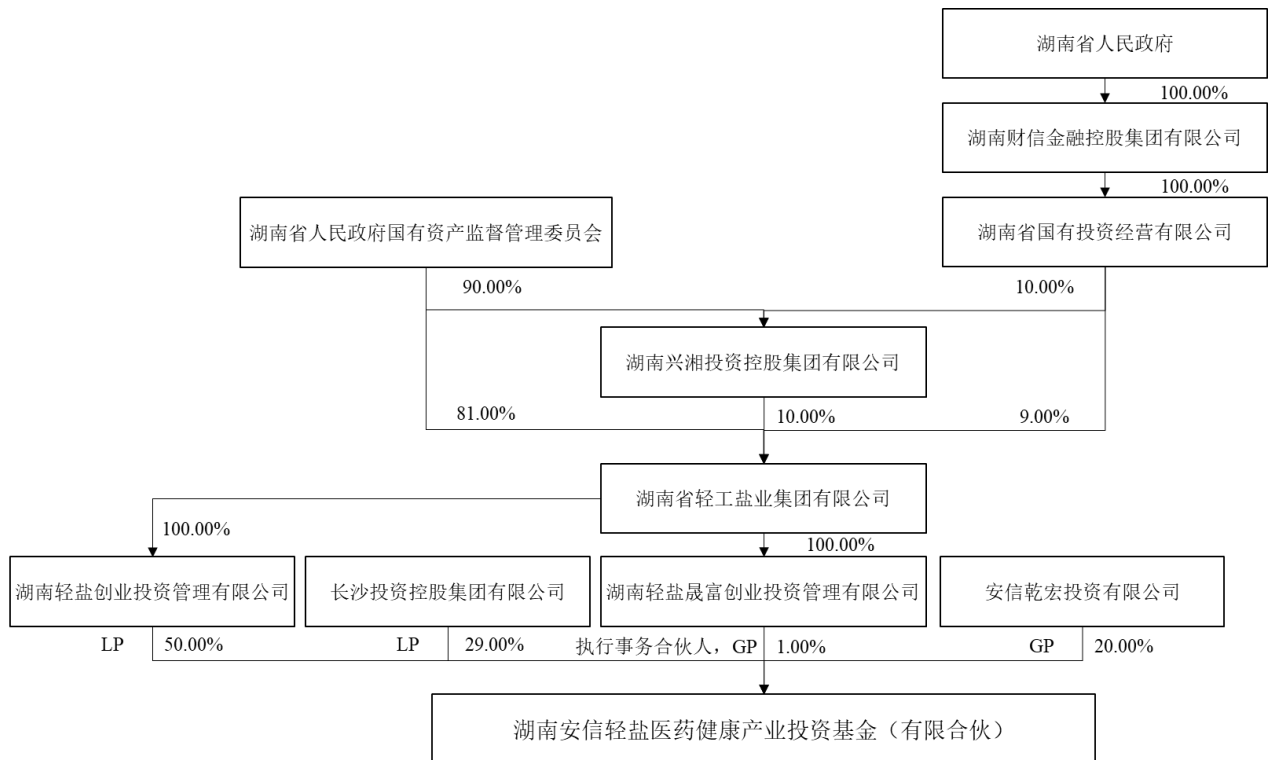 湖南省人民政府
100.00%
湖南财信金融控股集团有限公司
100.00%
湖南省人民政府国有资产监督管理委员会
湖南省国有投资经营有限公司
90.00%
10.00%
湖南兴湘投资控股集团有限公司
81.00%
10.00%
9.00%
湖南省轻工盐业集团有限公司
100.00%
100.00%
湖南轻盐创业投资管理有限公司
长沙投资控股集团有限公司
湖南轻盐晟富创业投资管理有限公司
安信乾宏投资有限公司
LP
50.00%
LP
29.00%
执行事务合伙人，GP
1.00%
GP
20.00%
湖南安信轻盐医药健康产业投资基金（有限合伙）